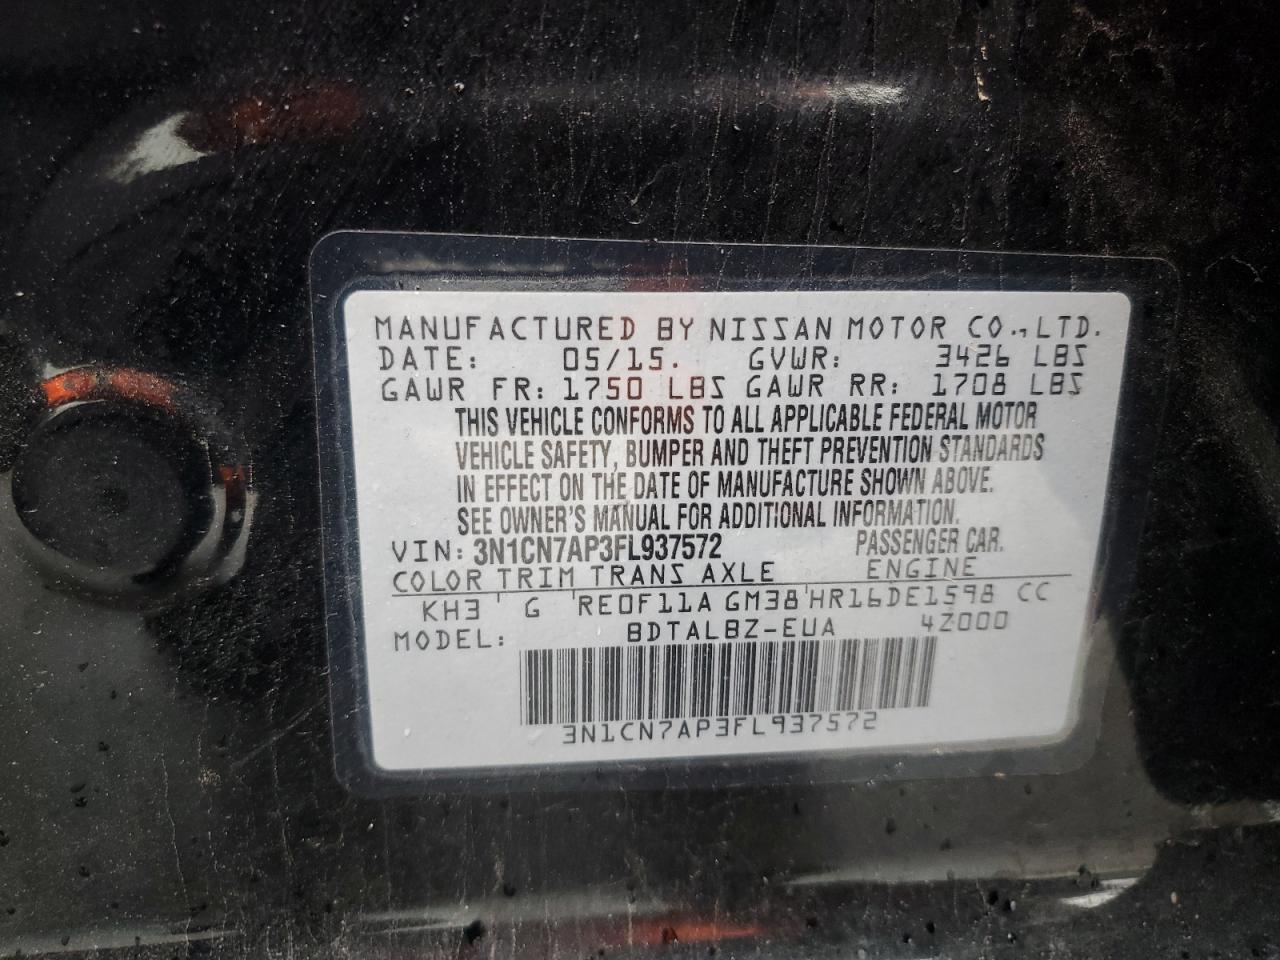 MANUFACTURED BY NISSAN MOTOR CO., LTD.
DATE: 05/15. GVWR: 3426 LBS
GAWR FR: 1750 LBS GAWR RR: 1708 LBS
THIS VEHICLE CONFORMS TO ALL APPLICABLE FEDERAL MOTOR
VEHICLE SAFETY, BUMPER AND THEFT PREVENTION STANDARDS
IN EFFECT ON THE DATE OF MANUFACTURE SHOWN ABOVE.
SEE OWNER'S MANUAL FOR ADDITIONAL INFORMATION.
VIN: 3N1CN7AP3FL937572 PASSENGER CAR.
COLOR TRIM TRANS AXLE ENGINE
KH3 ' G 'RE0F11A GM38'HR16DE1598 CC
MODEL: BDTALBZ-EUA 4Z000
3N1CN7AP3FL937572